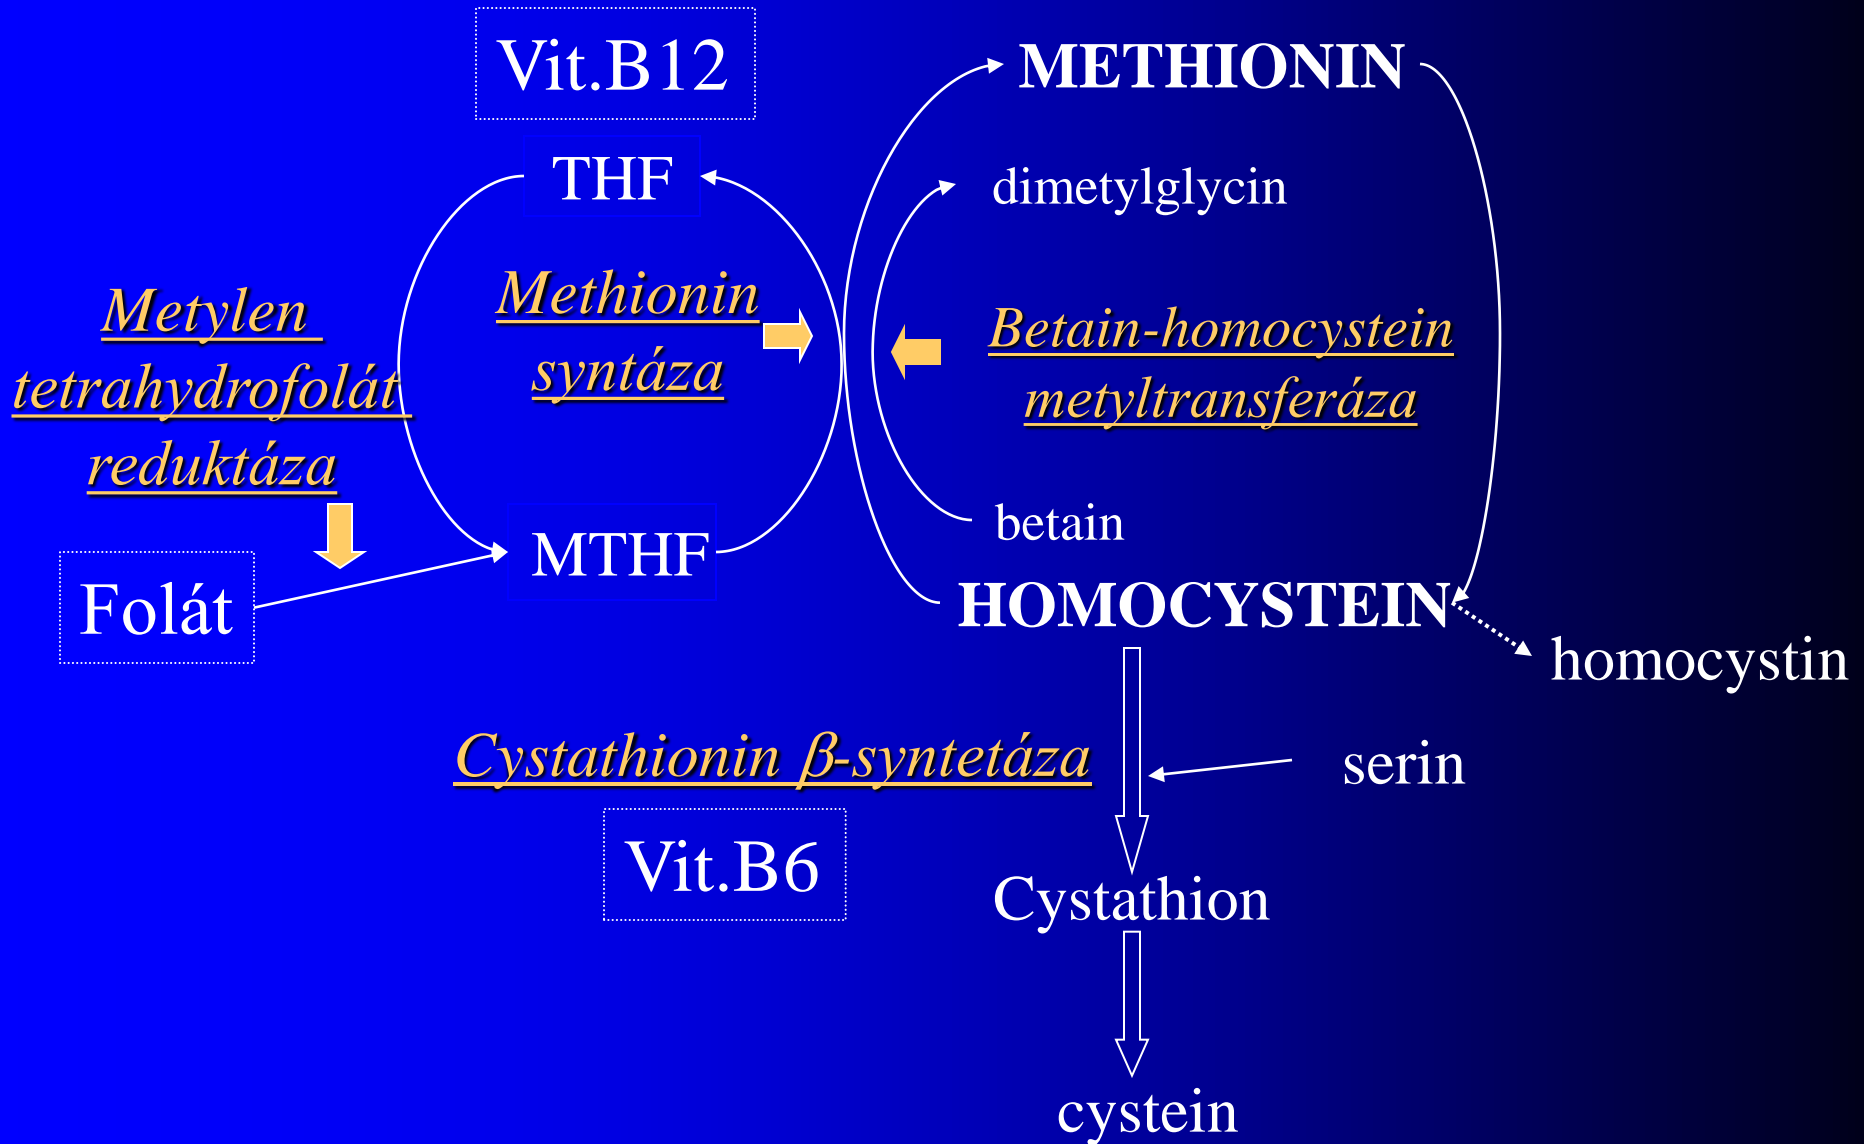 Vit.B12
METHIONIN
THF
dimetylglycin
Metylen
tetrahydrofolát
reduktáza
Methionin
syntáza
Betain-homocystein
metyltransferáza
betain
MTHF
Folát
HOMOCYSTEIN
homocystin
Cystathionin β-syntetáza
serin
Vit.B6
Cystathion
cystein